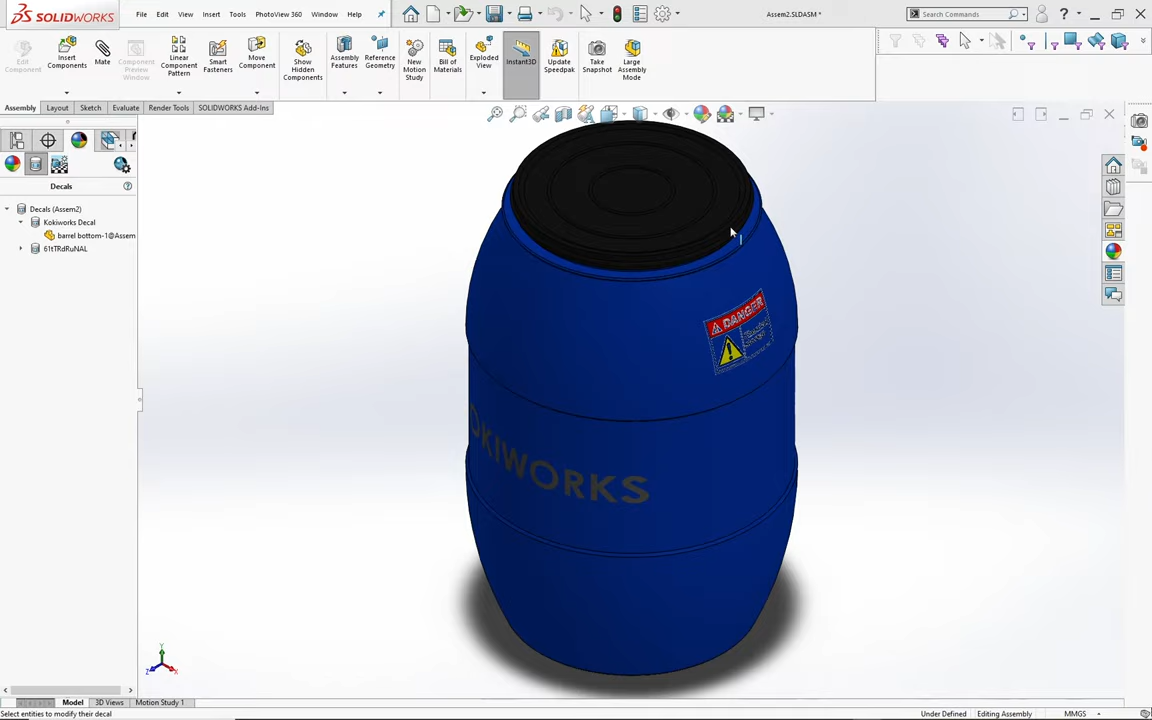 SOLIDWORKS
File Edit View Insert Tools PhotoView 360 Window Help
Assem2.SLDASM *
Search Commands
Edit Component
Insert Components
Mate
Component Preview Window
Linear Component Pattern
Smart Fasteners
Move Component
Show Hidden Components
Assembly Features
Reference Geometry
New Motion Study
Bill of Materials
Exploded View
Instant3D
Update Speedpak
Take Snapshot
Large Assembly Mode
Assembly Layout Sketch Evaluate Render Tools SOLIDWORKS Add-Ins
Decals
Decals (Assem2)
Kokiworks Decal
barrel bottom-1@Assem
61tTRdRuNAL
DANGER
OKIWORKS
Y
Z
X
Model 3D Views Motion Study 1
Select entities to modify their decal
Under Defined Editing Assembly MMGS